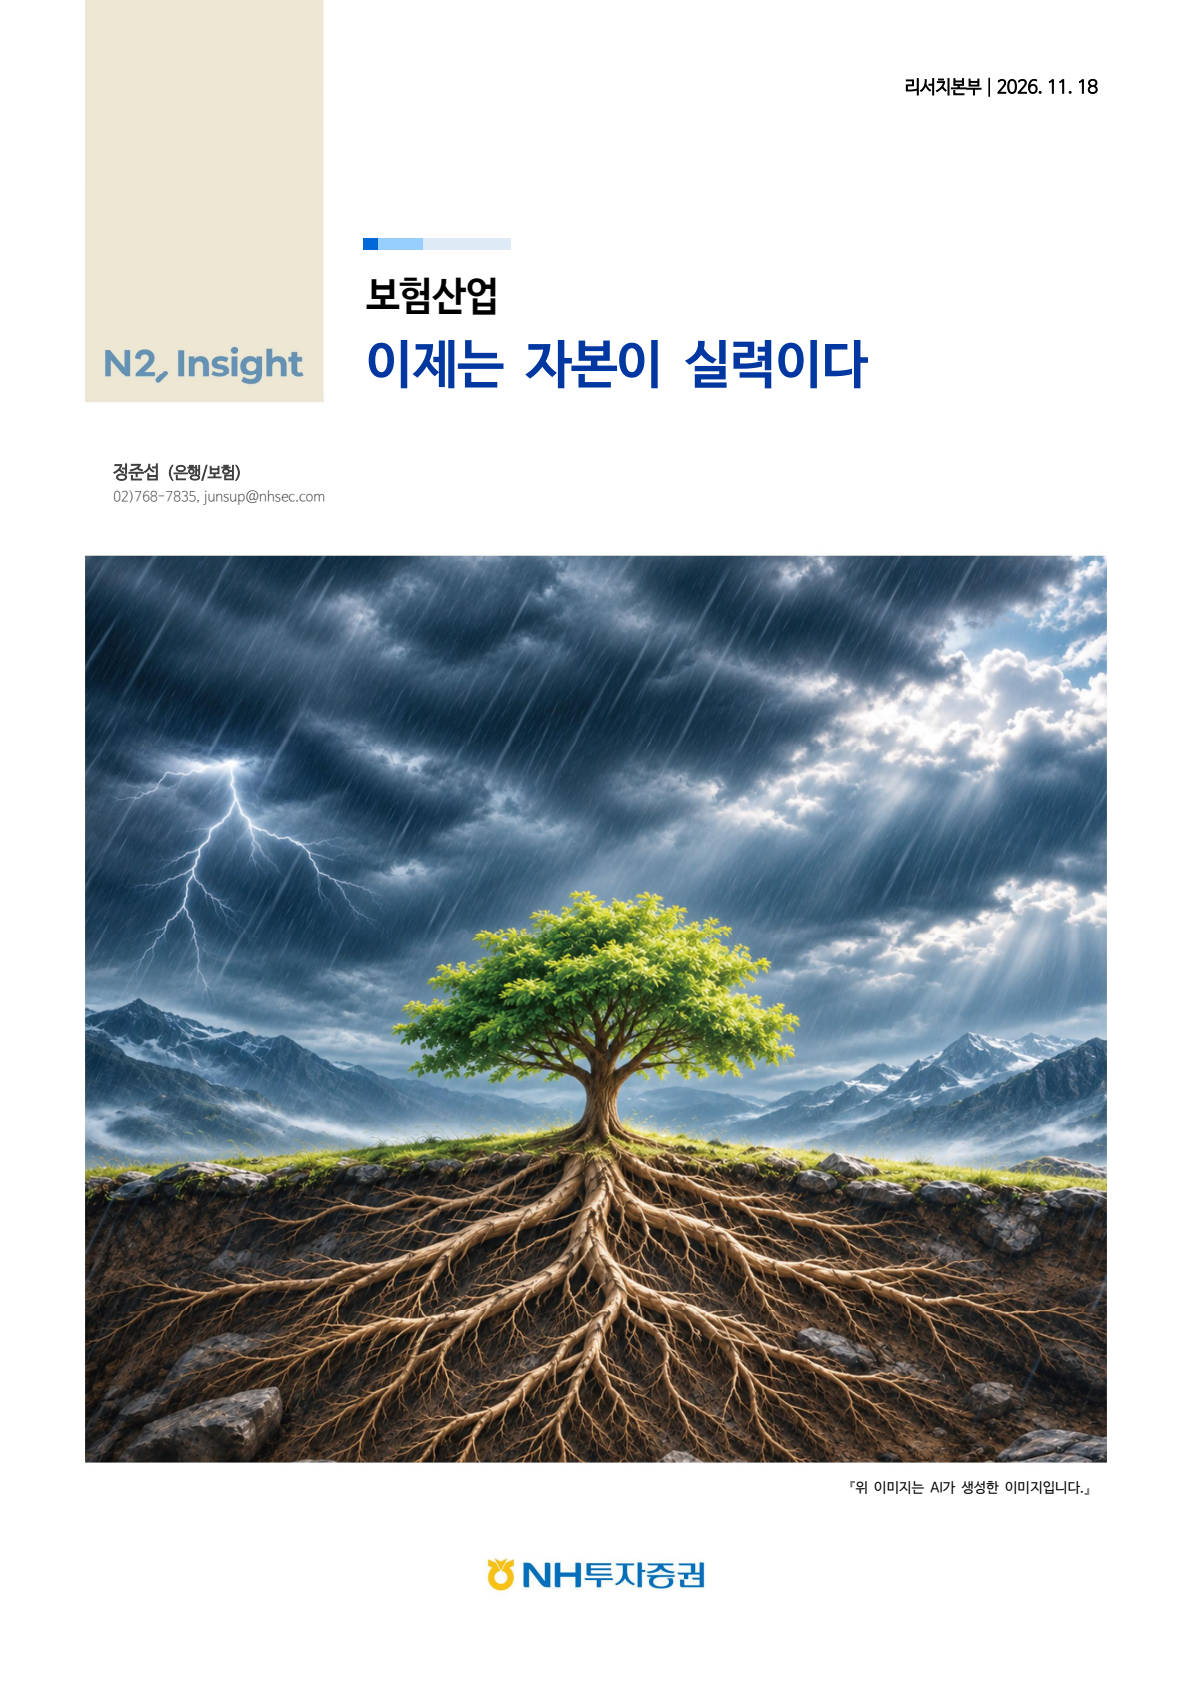 리서치본부 | 2026. 11. 18
보험산업
N2, Insight
이제는 자본이 실력이다
정준섭 (은행/보험)
02)768-7835, junsup@nhsec.com
『위 이미지는 AI가 생성한 이미지입니다.』
NH투자증권